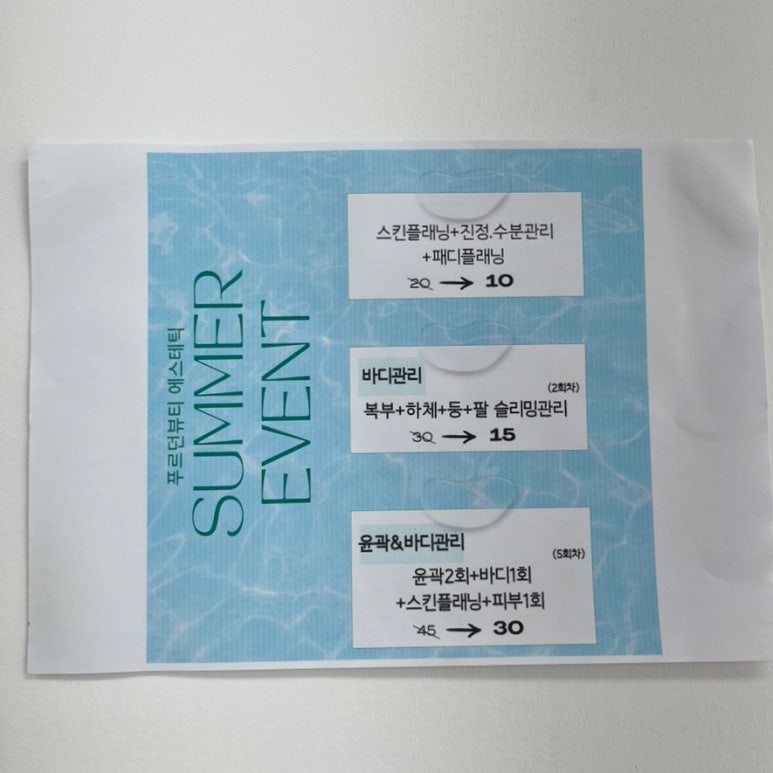 푸르던뷰티 에스테틱
SUMMER
EVENT
스킨플래닝+진정.수분관리
+패디플래닝
20 → 10
바디관리
(2회차)
복부+하체+등+팔 슬리밍관리
30 → 15
윤곽&바디관리
(5회차)
윤곽2회+바디1회
+스킨플래닝+피부1회
45 → 30